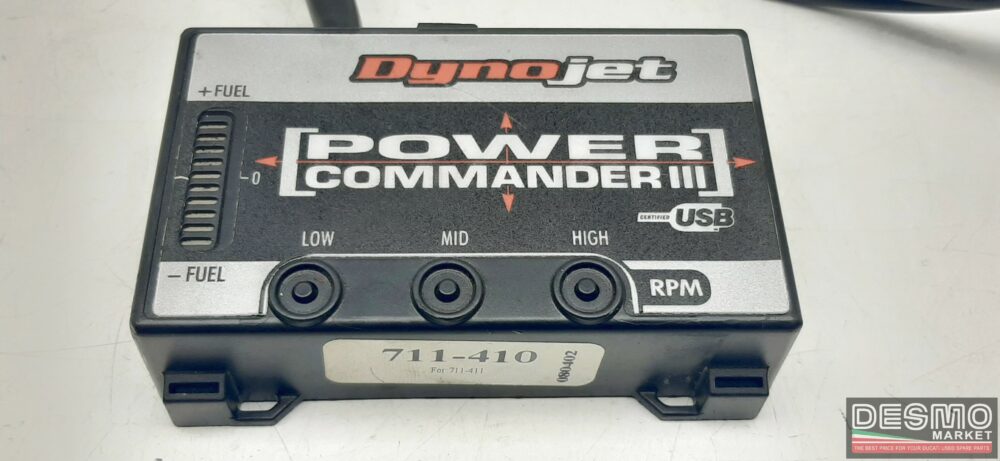 Dynojet
+ FUEL
POWER
COMMANDER III
0
CERTIFIED USB
LOW MID HIGH
− FUEL
RPM
711-410
For 711-411
080402
DESMO
MARKET
THE BEST PRICE FOR YOUR DUCATI USED SPARE PARTS